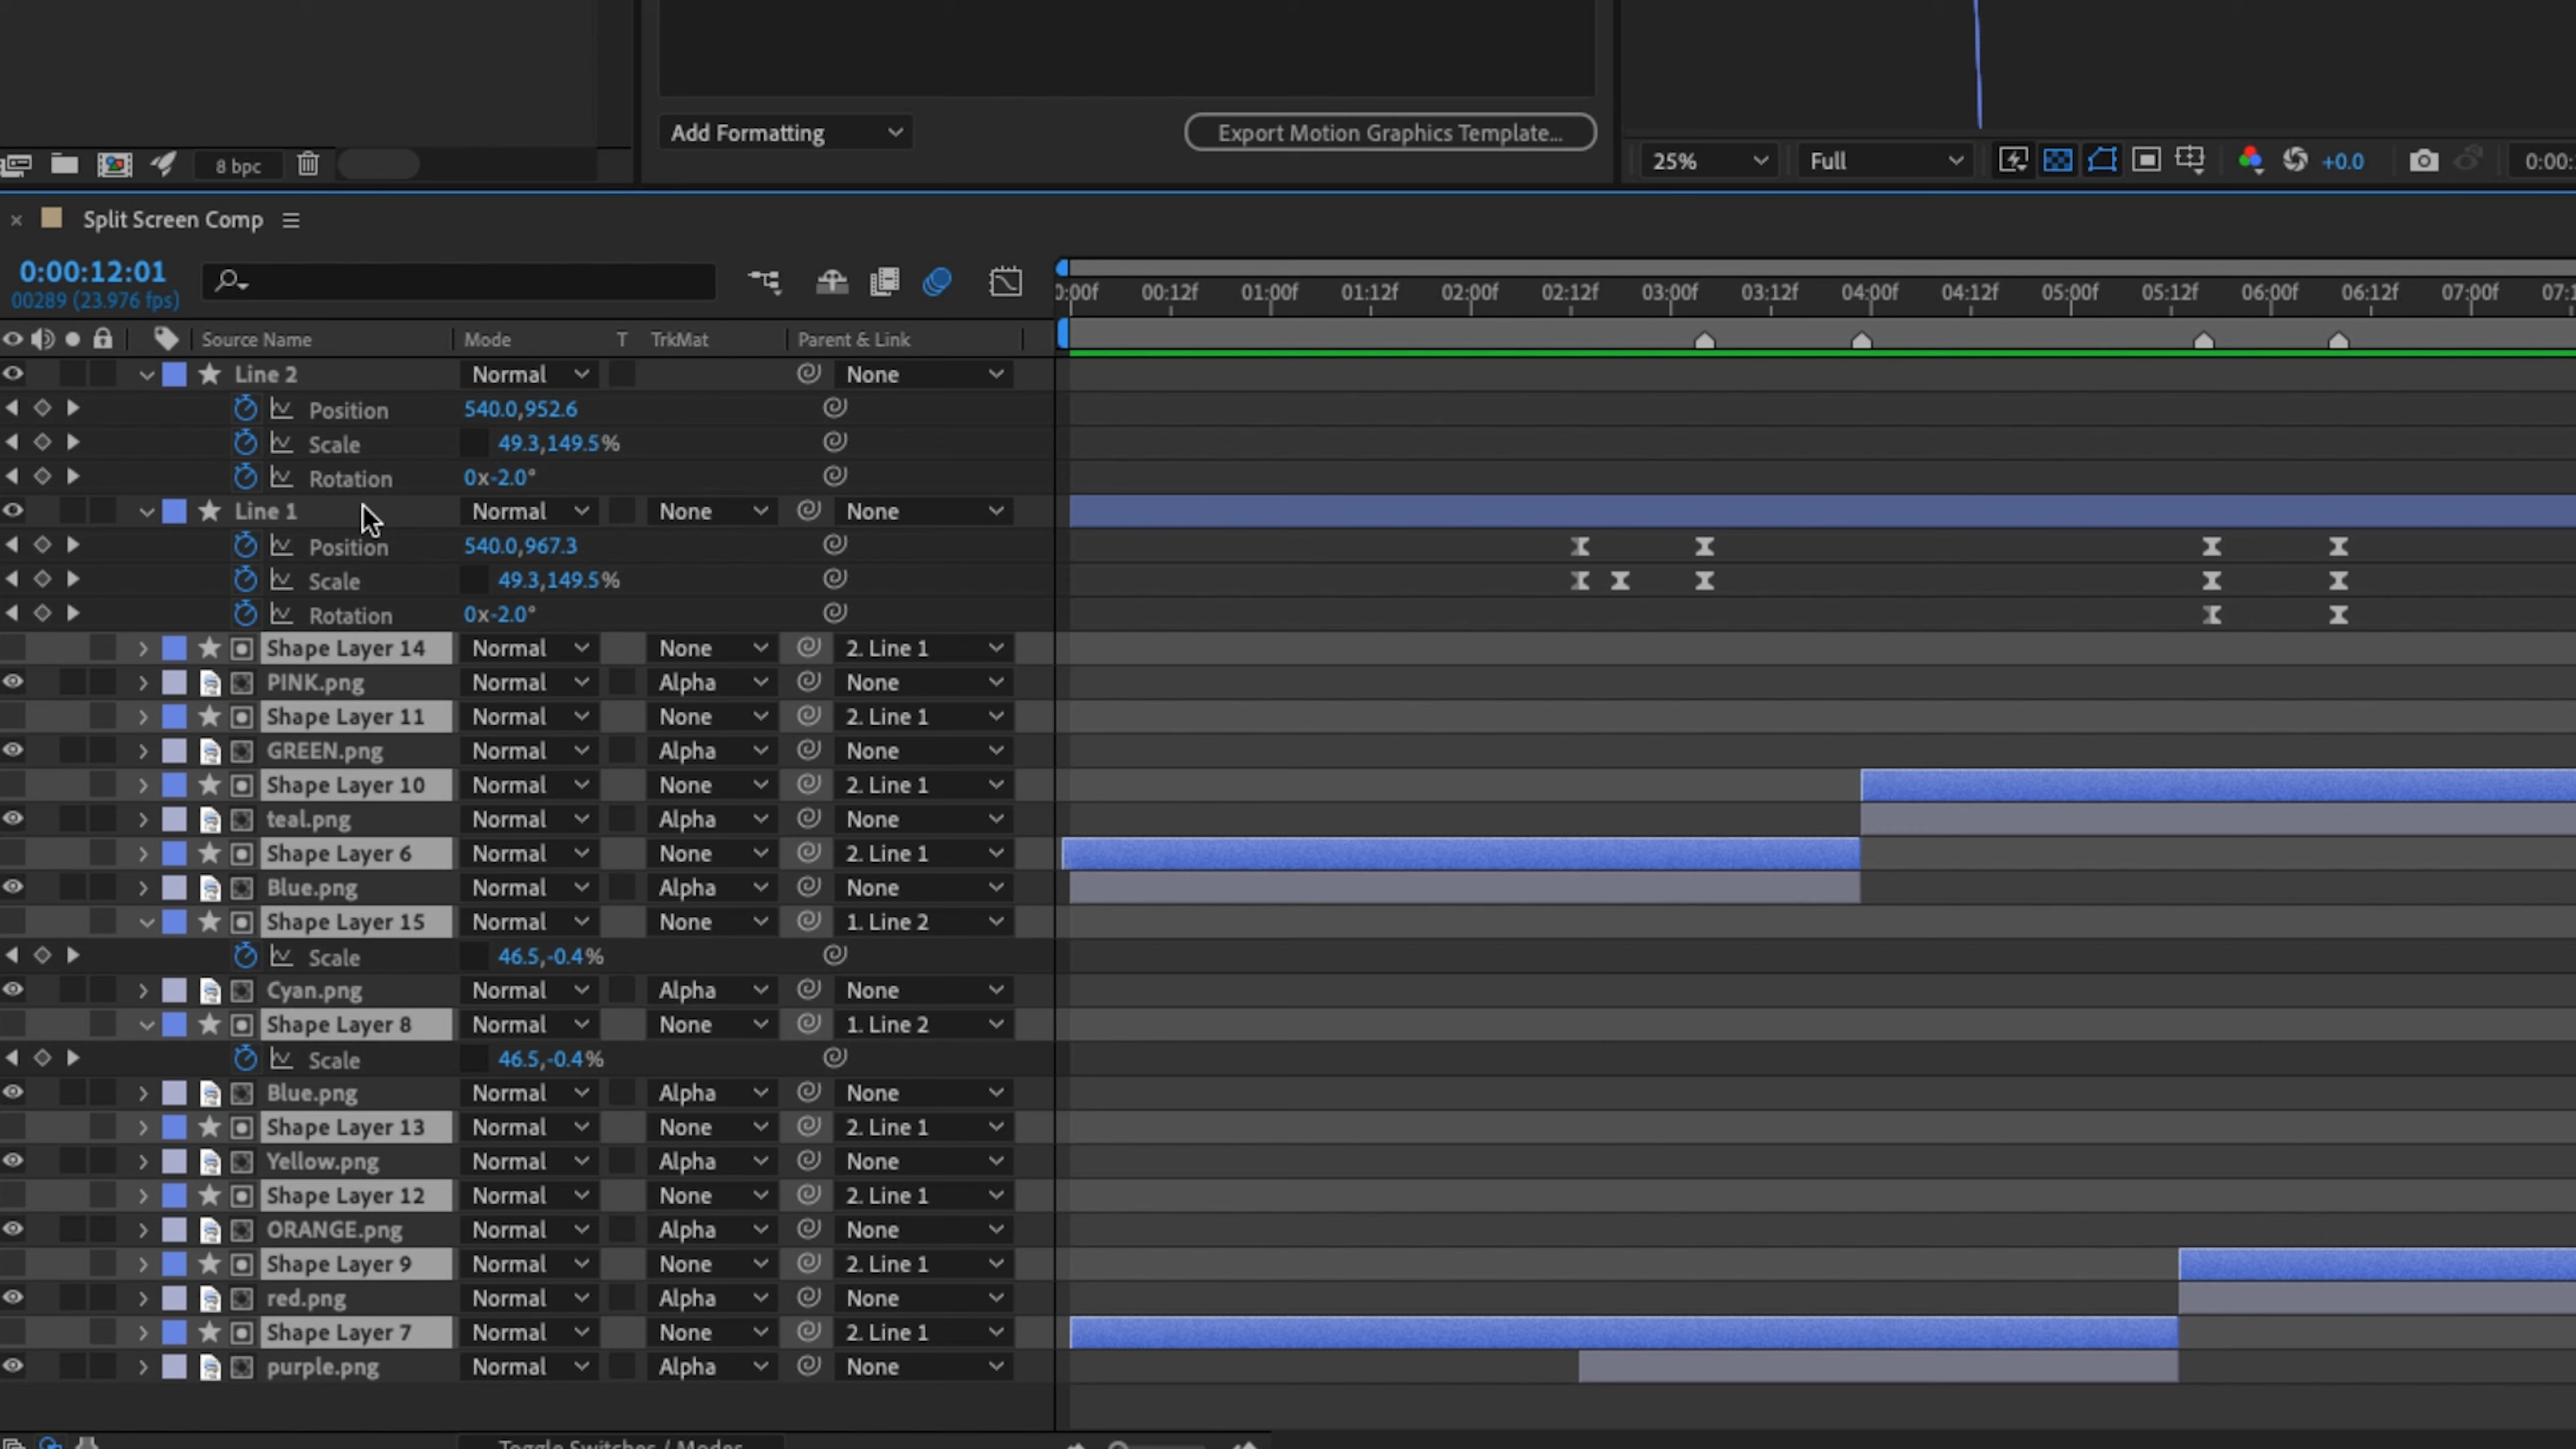 Add Formatting
Export Motion Graphics Template...
8 bpc
25%
Full
+0.0
0:00:
Split Screen Comp
0:00:12:01
00289 (23.976 fps)
0:00f 00:12f 01:00f 01:12f 02:00f 02:12f 03:00f 03:12f 04:00f 04:12f 05:00f 05:12f 06:00f 06:12f 07:00f 07:1
Source Name Mode T TrkMat Parent & Link
Line 2 Normal None
Position 540.0,952.6
Scale 49.3,149.5%
Rotation 0x-2.0°
Line 1 Normal None None
Position 540.0,967.3
Scale 49.3,149.5%
Rotation 0x-2.0°
Shape Layer 14 Normal None 2. Line 1
PINK.png Normal Alpha None
Shape Layer 11 Normal None 2. Line 1
GREEN.png Normal Alpha None
Shape Layer 10 Normal None 2. Line 1
teal.png Normal Alpha None
Shape Layer 6 Normal None 2. Line 1
Blue.png Normal Alpha None
Shape Layer 15 Normal None 1. Line 2
Scale 46.5,-0.4%
Cyan.png Normal Alpha None
Shape Layer 8 Normal None 1. Line 2
Scale 46.5,-0.4%
Blue.png Normal Alpha None
Shape Layer 13 Normal None 2. Line 1
Yellow.png Normal Alpha None
Shape Layer 12 Normal None 2. Line 1
ORANGE.png Normal Alpha None
Shape Layer 9 Normal None 2. Line 1
red.png Normal Alpha None
Shape Layer 7 Normal None 2. Line 1
purple.png Normal Alpha None
Toggle Switches / Modes